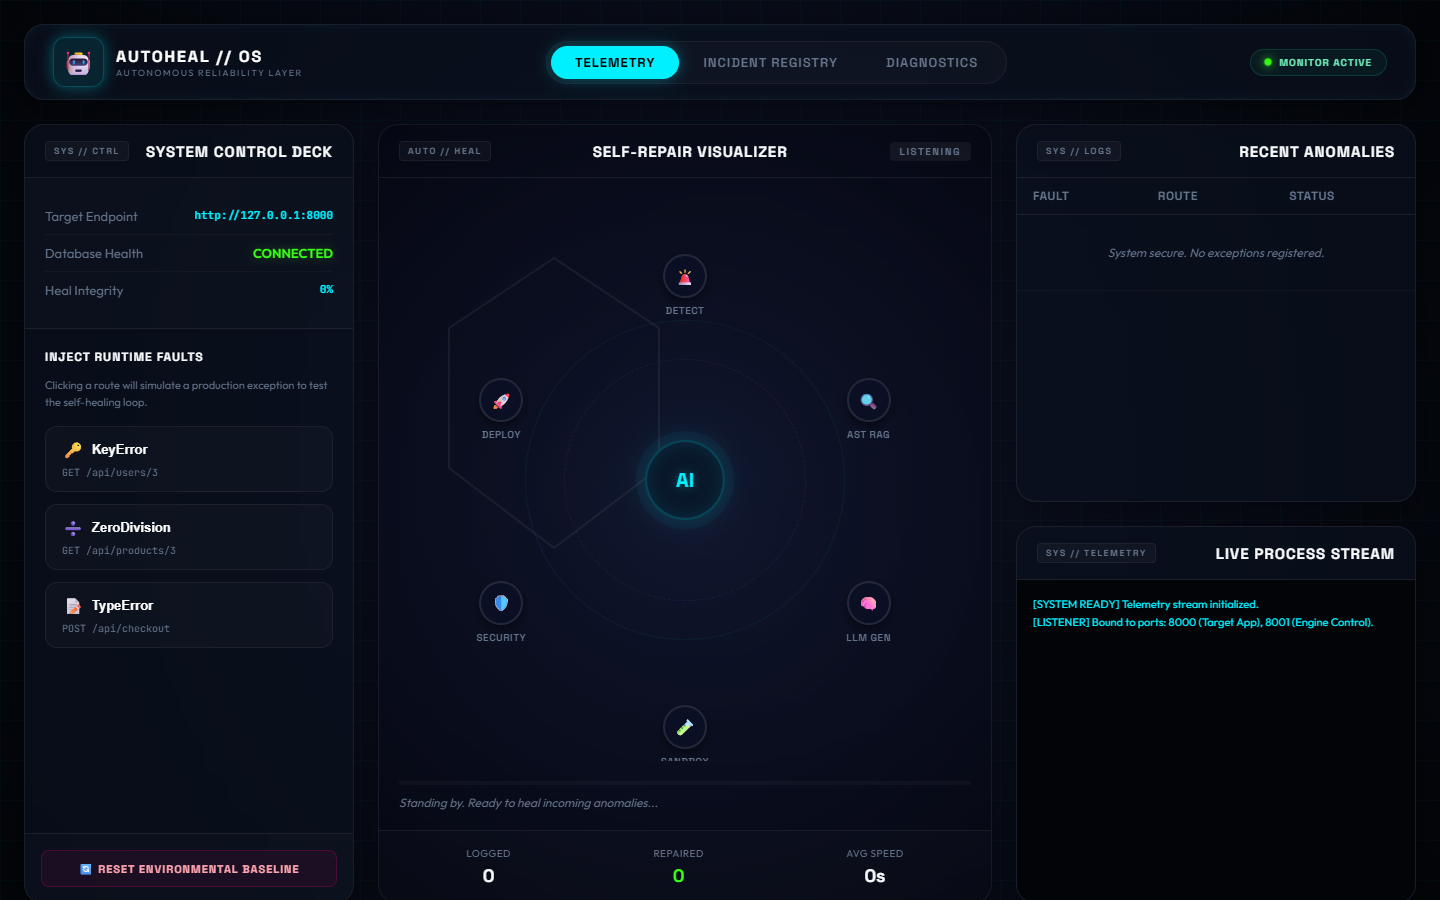 AUTOHEAL // OS
AUTONOMOUS RELIABILITY LAYER
TELEMETRY
INCIDENT REGISTRY
DIAGNOSTICS
MONITOR ACTIVE
SYS // CTRL
SYSTEM CONTROL DECK
Target Endpoint
http://127.0.0.1:8000
Database Health
CONNECTED
Heal Integrity
0%
INJECT RUNTIME FAULTS
Clicking a route will simulate a production exception to test
the self-healing loop.
KeyError
GET /api/users/3
ZeroDivision
GET /api/products/3
TypeError
POST /api/checkout
RESET ENVIRONMENTAL BASELINE
AUTO // HEAL
SELF-REPAIR VISUALIZER
LISTENING
DETECT
DEPLOY
AST RAG
AI
SECURITY
LLM GEN
SANDBOX
Standing by. Ready to heal incoming anomalies...
LOGGED
0
REPAIRED
0
AVG SPEED
0s
SYS // LOGS
RECENT ANOMALIES
FAULT
ROUTE
STATUS
System secure. No exceptions registered.
SYS // TELEMETRY
LIVE PROCESS STREAM
[SYSTEM READY] Telemetry stream initialized.
[LISTENER] Bound to ports: 8000 (Target App), 8001 (Engine Control).